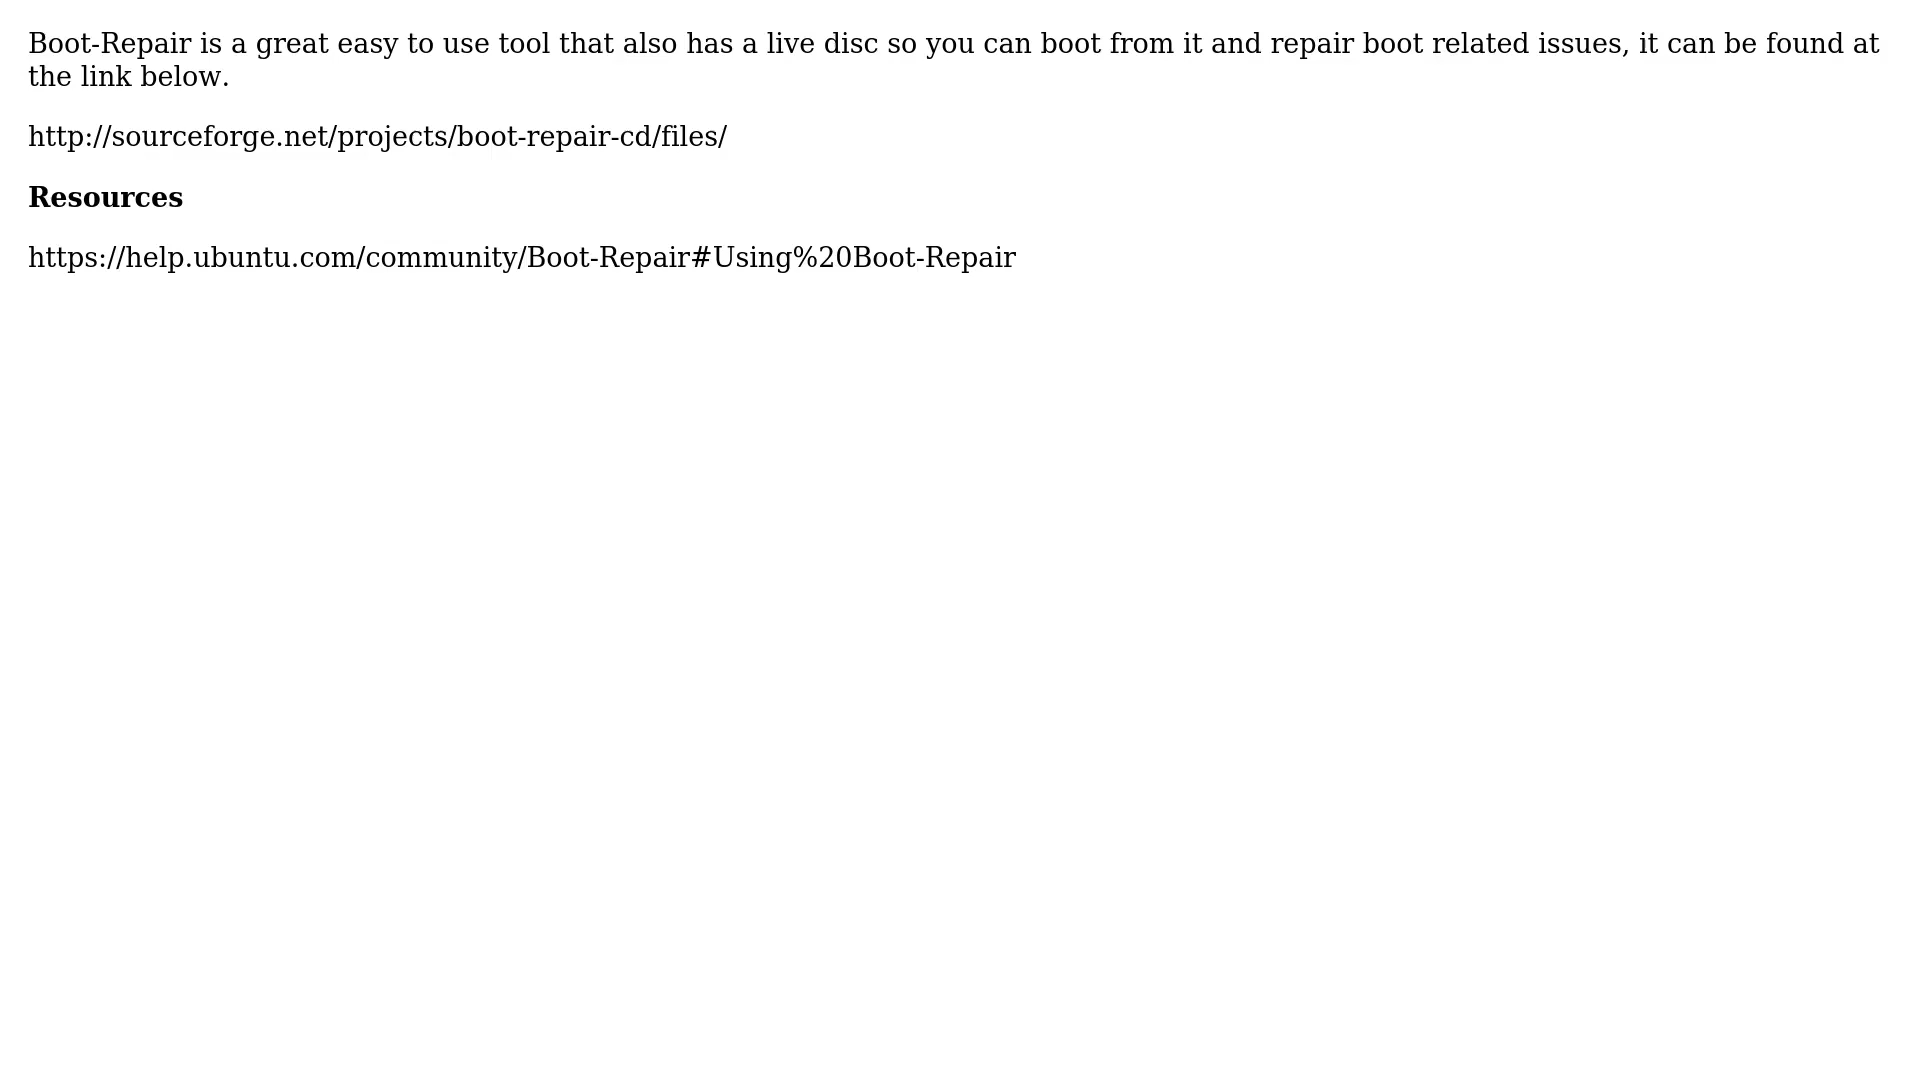 Boot-Repair is a great easy to use tool that also has a live disc so you can boot from it and repair boot related issues, it can be found at
the link below.
http://sourceforge.net/projects/boot-repair-cd/files/
Resources
https://help.ubuntu.com/community/Boot-Repair#Using%20Boot-Repair